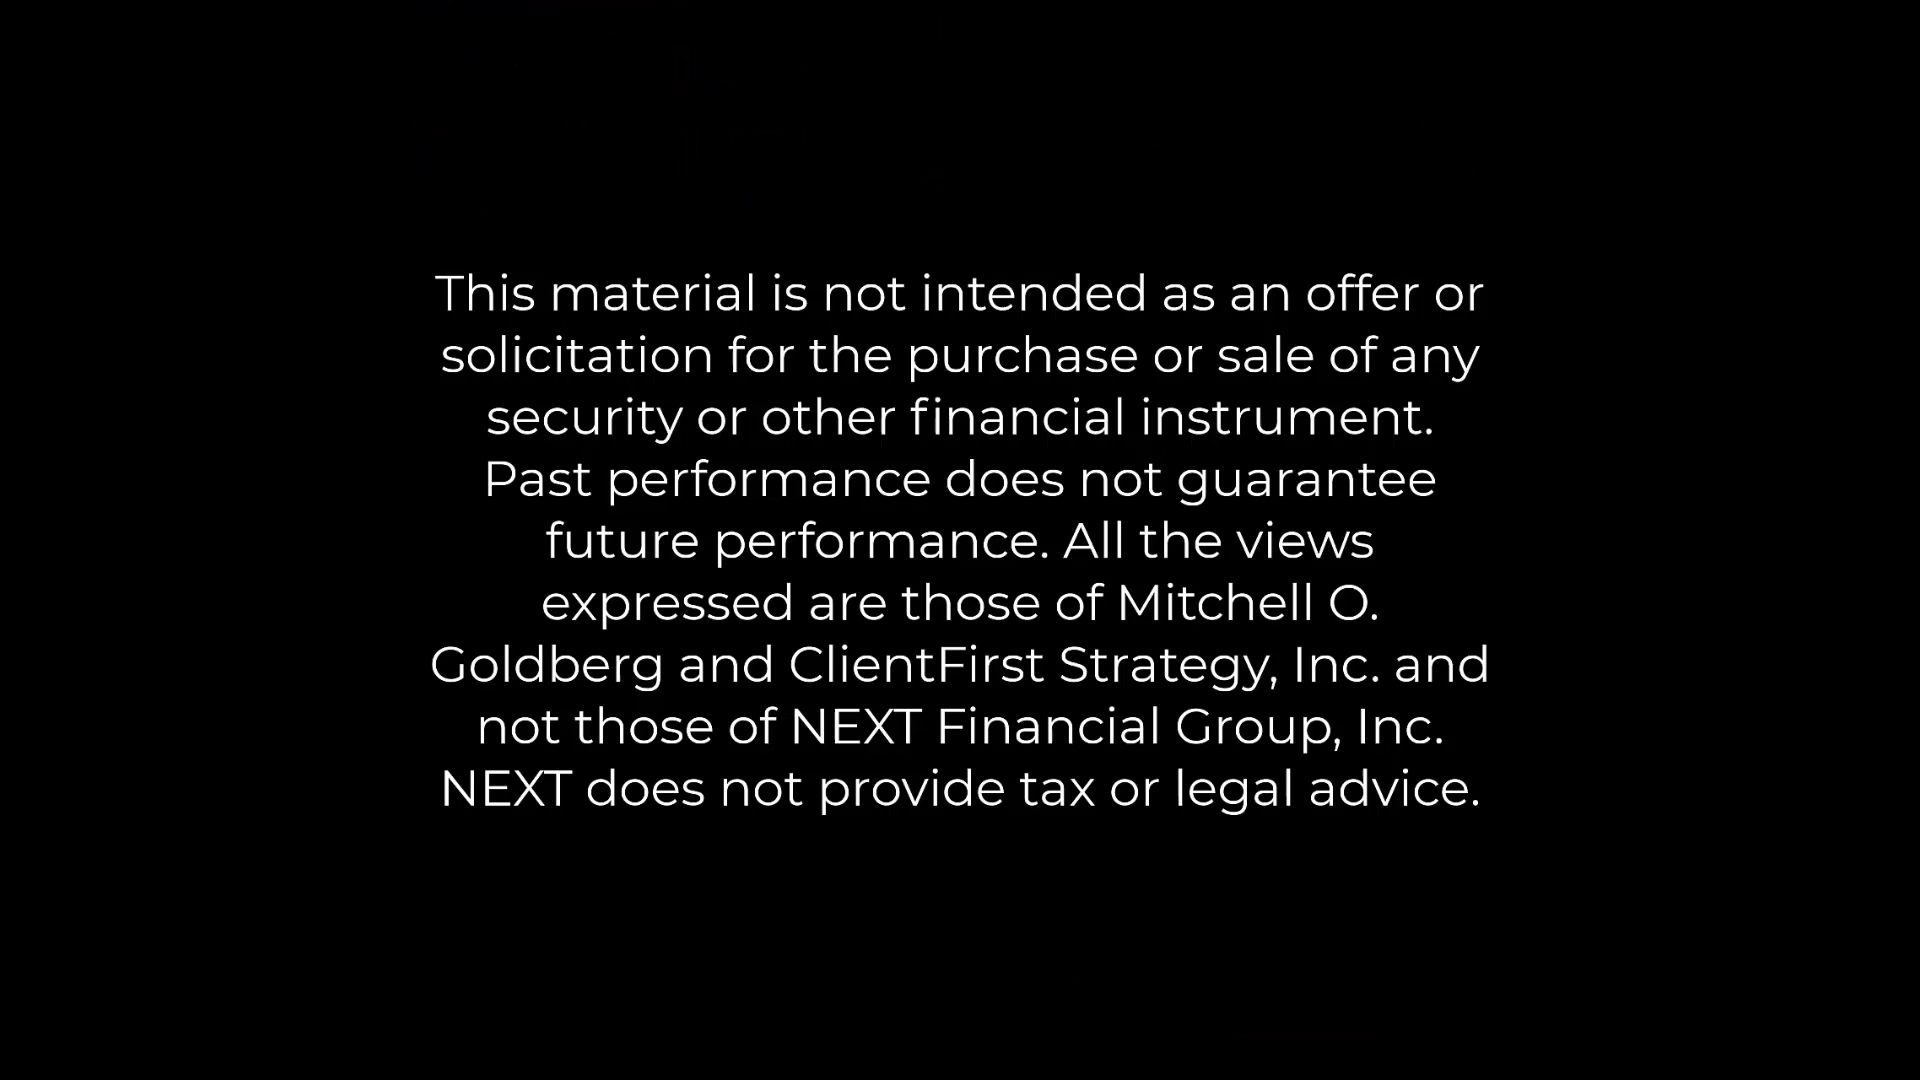 This material is not intended as an offer or
solicitation for the purchase or sale of any
security or other financial instrument.
Past performance does not guarantee
future performance. All the views
expressed are those of Mitchell O.
Goldberg and ClientFirst Strategy, Inc. and
not those of NEXT Financial Group, Inc.
NEXT does not provide tax or legal advice.